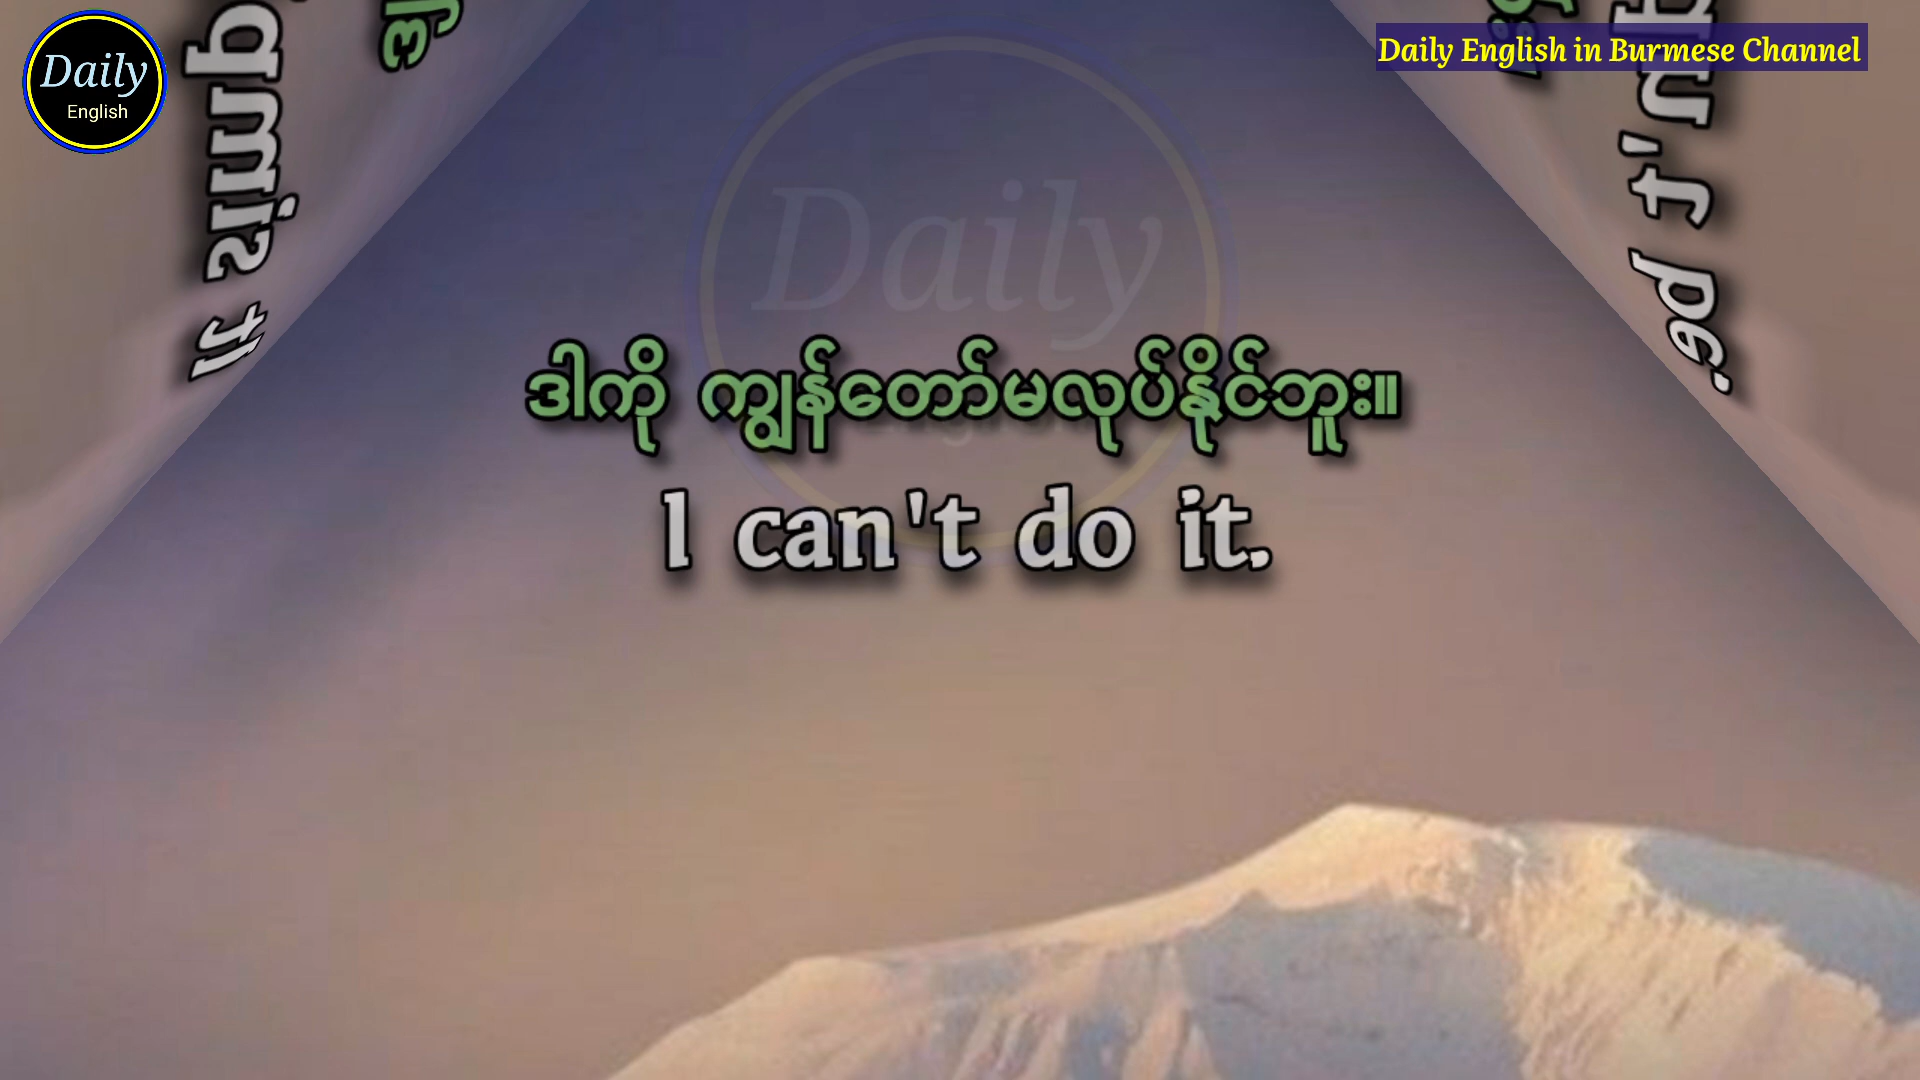 Daily
English
Daily English in Burmese Channel
Daily
ဒါကို ကျွန်တော်မလုပ်နိုင်ဘူး။
I can't do it.